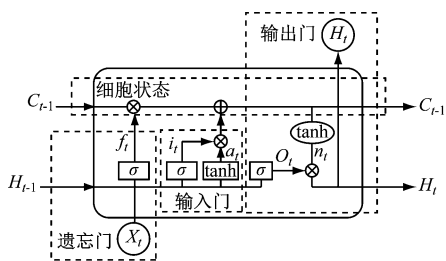 输出门
H_t
细胞状态
C_{t-1}
C_{t-1}
f_t
i_t
a_t
tanh
n_t
O_t
σ
σ
tanh
σ
H_{t-1}
H_t
输入门
遗忘门
X_t